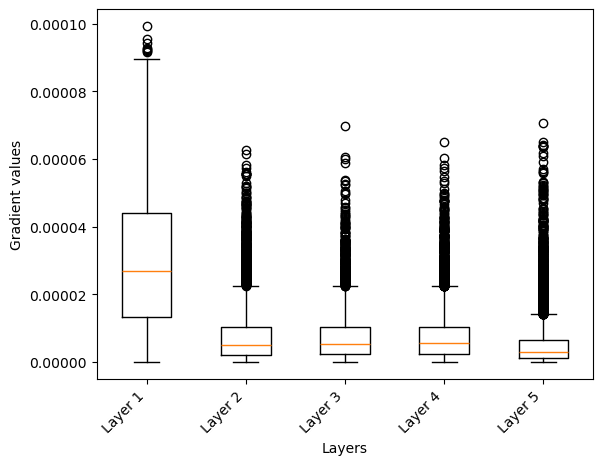 0.00010
0.00008
0.00006
0.00004
0.00002
0.00000
Gradient values
Layer 1
Layer 2
Layer 3
Layer 4
Layer 5
Layers